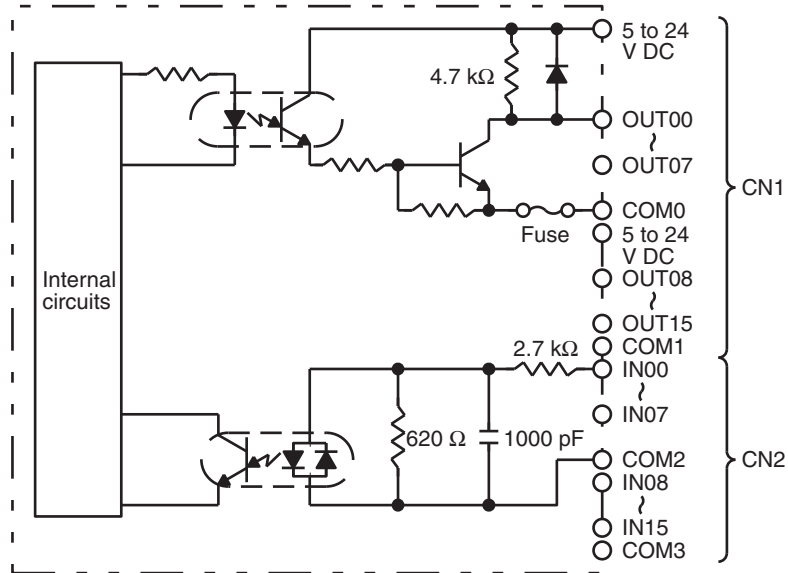 5 to 24
V DC
4.7 kΩ
OUT00
~
OUT07
CN1
COM0
Fuse
5 to 24
V DC
Internal
circuits
OUT08
~
OUT15
COM1
2.7 kΩ
IN00
~
IN07
620 Ω
1000 pF
COM2
CN2
IN08
~
IN15
COM3